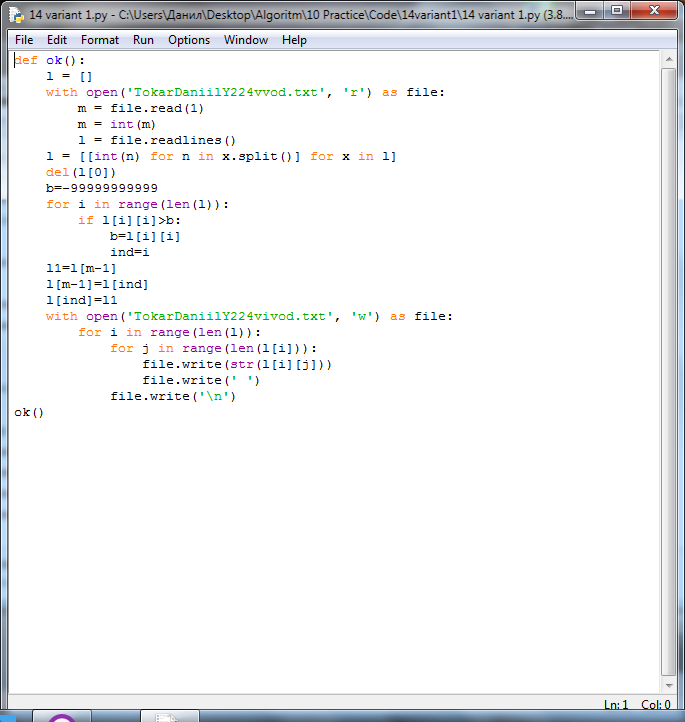 14 variant 1.py - C:\Users\Данил\Desktop\Algoritm\10 Practice\Code\14variant1\14 variant 1.py (3.8....
File Edit Format Run Options Window Help
def ok():
    l = []
    with open('TokarDaniilY224vvod.txt', 'r') as file:
        m = file.read(1)
        m = int(m)
        l = file.readlines()
    l = [[int(n) for n in x.split()] for x in l]
    del(l[0])
    b=-99999999999
    for i in range(len(l)):
        if l[i][i]>b:
            b=l[i][i]
            ind=i
    l1=l[m-1]
    l[m-1]=l[ind]
    l[ind]=l1
    with open('TokarDaniilY224vivod.txt', 'w') as file:
        for i in range(len(l)):
            for j in range(len(l[i])):
                file.write(str(l[i][j]))
                file.write(' ')
            file.write('\n')
ok()
Ln: 1 Col: 0